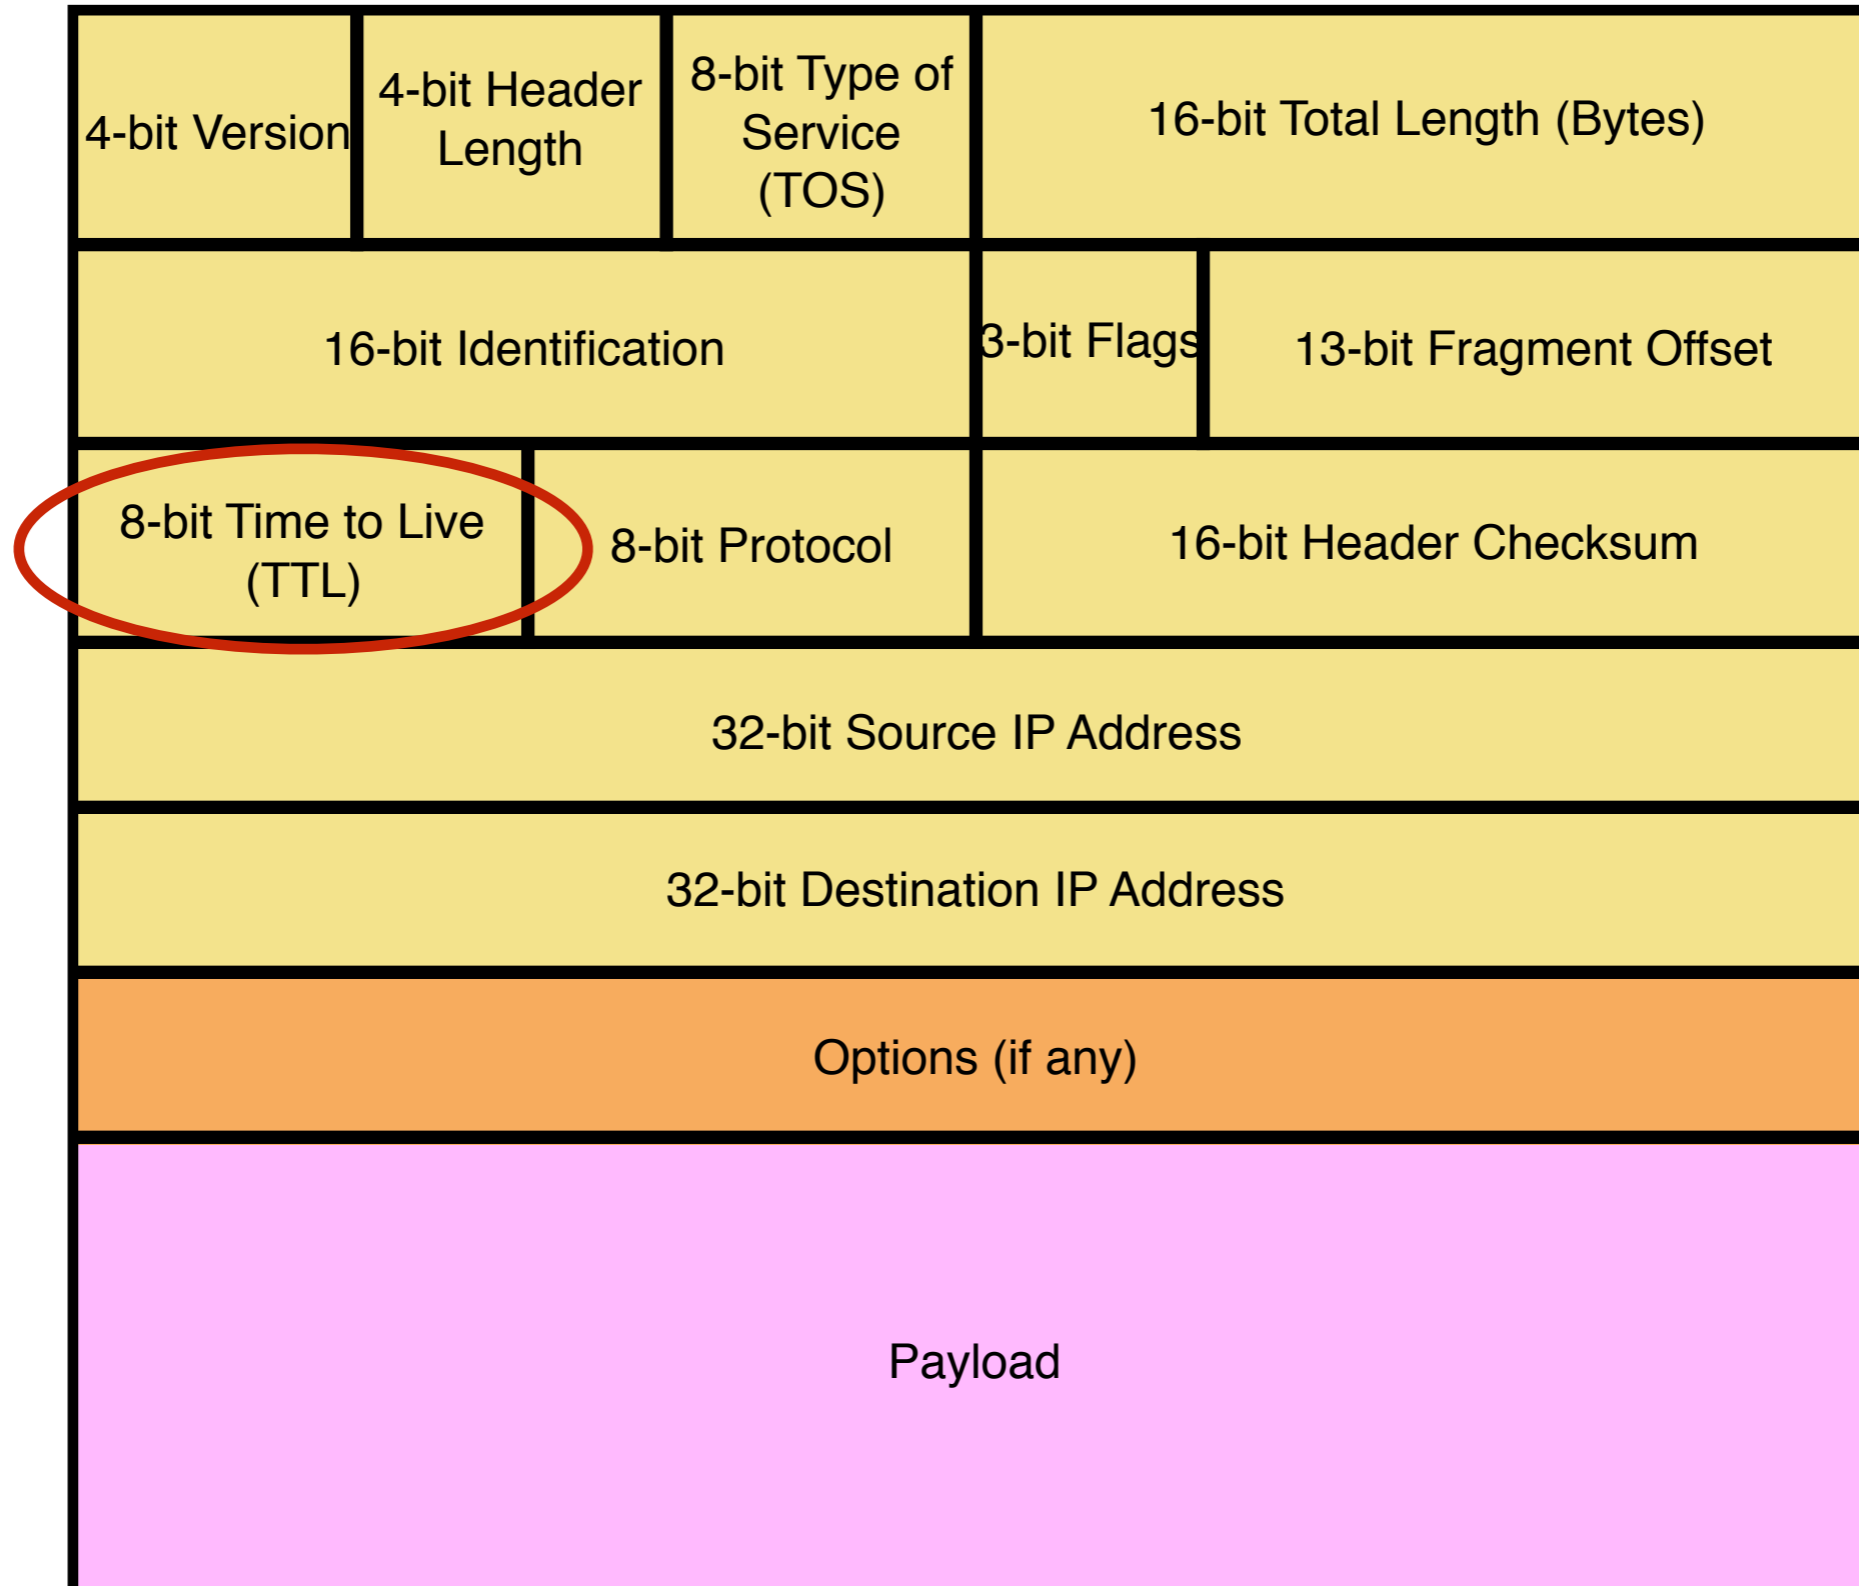 4-bit Version
4-bit Header
Length
8-bit Type of
Service
(TOS)
16-bit Total Length (Bytes)
16-bit Identification
3-bit Flags
13-bit Fragment Offset
8-bit Time to Live
(TTL)
8-bit Protocol
16-bit Header Checksum
32-bit Source IP Address
32-bit Destination IP Address
Options (if any)
Payload